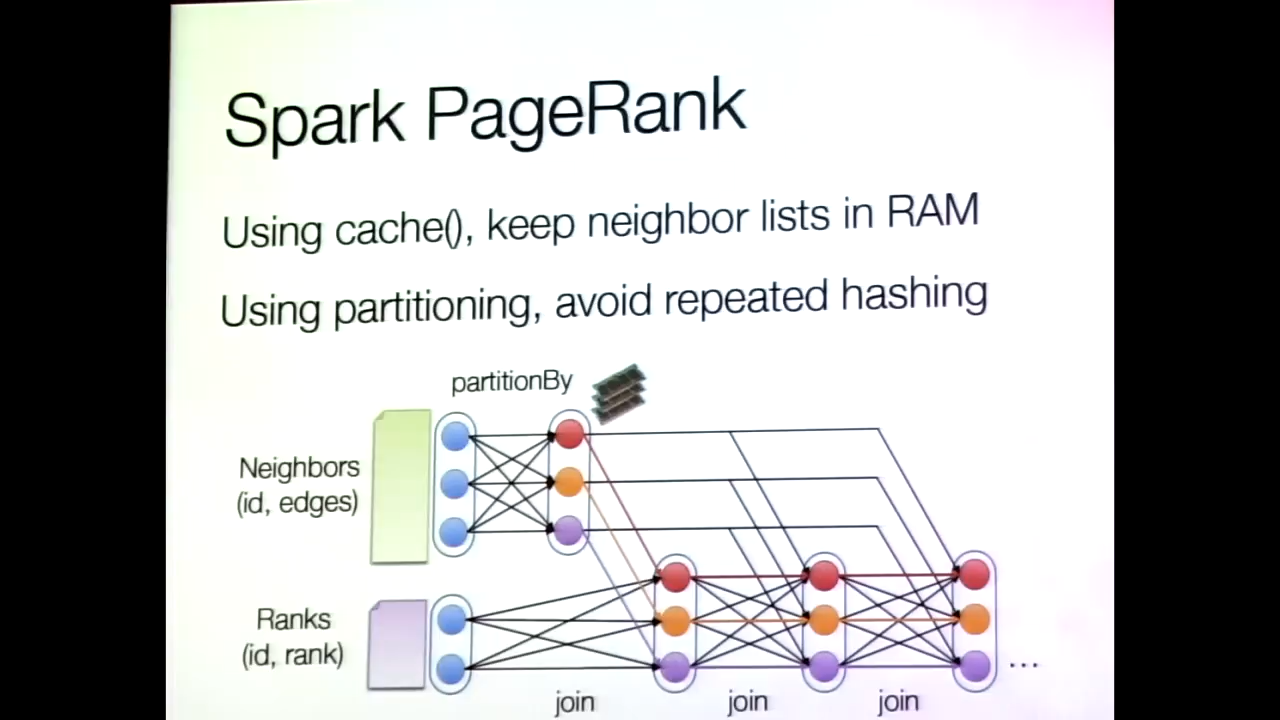 Spark PageRank
Using cache(), keep neighbor lists in RAM
Using partitioning, avoid repeated hashing
partitionBy
Neighbors
(id, edges)
Ranks
(id, rank)
join
join
join
...